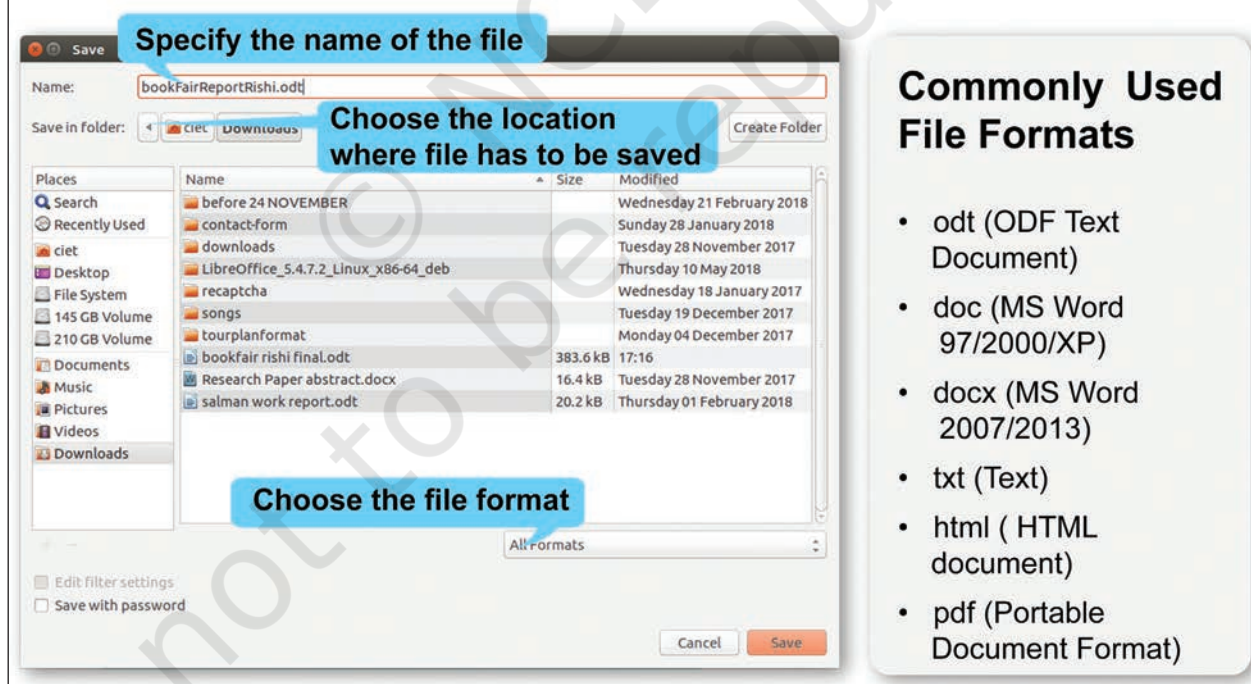 Specify the name of the file
Save
Name: bookFairReportRishi.odt
Choose the location
where file has to be saved
Save in folder: ciet Downloads Create Folder
Places Name Size Modified
Search before 24 NOVEMBER Wednesday 21 February 2018
Recently Used contact-form Sunday 28 January 2018
ciet downloads Tuesday 28 November 2017
Desktop LibreOffice_5.4.7.2_Linux_x86-64_deb Thursday 10 May 2018
File System recaptcha Wednesday 18 January 2017
145 GB Volume songs Tuesday 19 December 2017
210 GB Volume tourplanformat Monday 04 December 2017
Documents bookfair rishi final.odt 383.6 kB 17:16
Music Research Paper abstract.docx 16.4 kB Tuesday 28 November 2017
Pictures salman work report.odt 20.2 kB Thursday 01 February 2018
Videos
Downloads
Choose the file format
All Formats
Edit filter settings
Save with password
Cancel Save
Commonly Used
File Formats
• odt (ODF Text
Document)
• doc (MS Word
97/2000/XP)
• docx (MS Word
2007/2013)
• txt (Text)
• html ( HTML
document)
• pdf (Portable
Document Format)
not to be
©